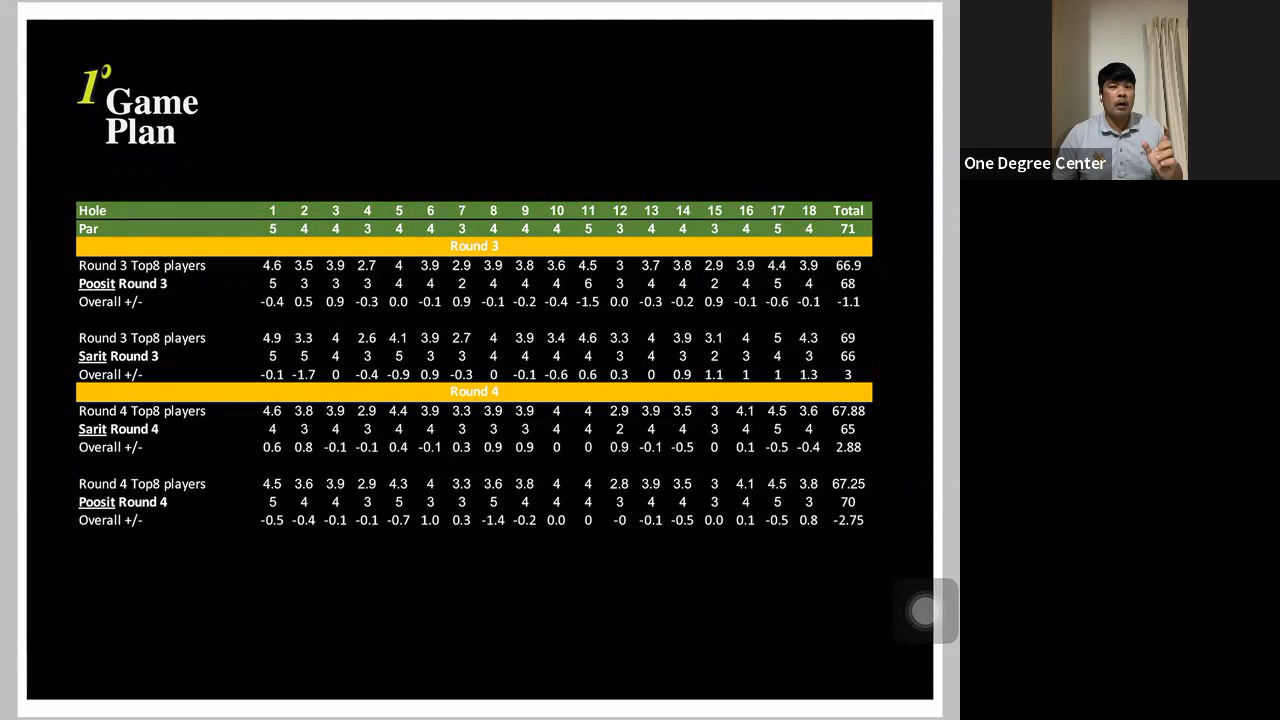 1°
Game
Plan
Hole 1 2 3 4 5 6 7 8 9 10 11 12 13 14 15 16 17 18 Total
Par 5 4 4 3 4 4 3 4 4 4 5 3 4 4 3 4 5 4 71
Round 3
Round 3 Top8 players 4.6 3.5 3.9 2.7 4 3.9 2.9 3.9 3.8 3.6 4.5 3 3.7 3.8 2.9 3.9 4.4 3.9 66.9
Poosit Round 3 5 3 3 3 4 4 2 4 4 4 6 3 4 4 2 4 5 4 68
Overall +/- -0.4 0.5 0.9 -0.3 0.0 -0.1 0.9 -0.1 -0.2 -0.4 -1.5 0.0 -0.3 -0.2 0.9 -0.1 -0.6 -0.1 -1.1
Round 3 Top8 players 4.9 3.3 4 2.6 4.1 3.9 2.7 4 3.9 3.4 4.6 3.3 4 3.9 3.1 4 5 4.3 69
Sarit Round 3 5 5 4 3 5 3 3 4 4 4 4 3 4 3 2 3 4 3 66
Overall +/- -0.1 -1.7 0 -0.4 -0.9 0.9 -0.3 0 -0.1 -0.6 0.6 0.3 0 0.9 1.1 1 1 1.3 3
Round 4
Round 4 Top8 players 4.6 3.8 3.9 2.9 4.4 3.9 3.3 3.9 3.9 4 4 2.9 3.9 3.5 3 4.1 4.5 3.6 67.88
Sarit Round 4 4 3 4 3 4 4 3 3 3 4 4 2 4 4 3 4 5 4 65
Overall +/- 0.6 0.8 -0.1 -0.1 0.4 -0.1 0.3 0.9 0.9 0 0 0.9 -0.1 -0.5 0 0.1 -0.5 -0.4 2.88
Round 4 Top8 players 4.5 3.6 3.9 2.9 4.3 4 3.3 3.6 3.8 4 4 2.8 3.9 3.5 3 4.1 4.5 3.8 67.25
Poosit Round 4 5 4 4 3 5 3 3 5 4 4 4 3 4 4 3 4 5 3 70
Overall +/- -0.5 -0.4 -0.1 -0.1 -0.7 1.0 0.3 -1.4 -0.2 0.0 0 -0 -0.1 -0.5 0.0 0.1 -0.5 0.8 -2.75
One Degree Center